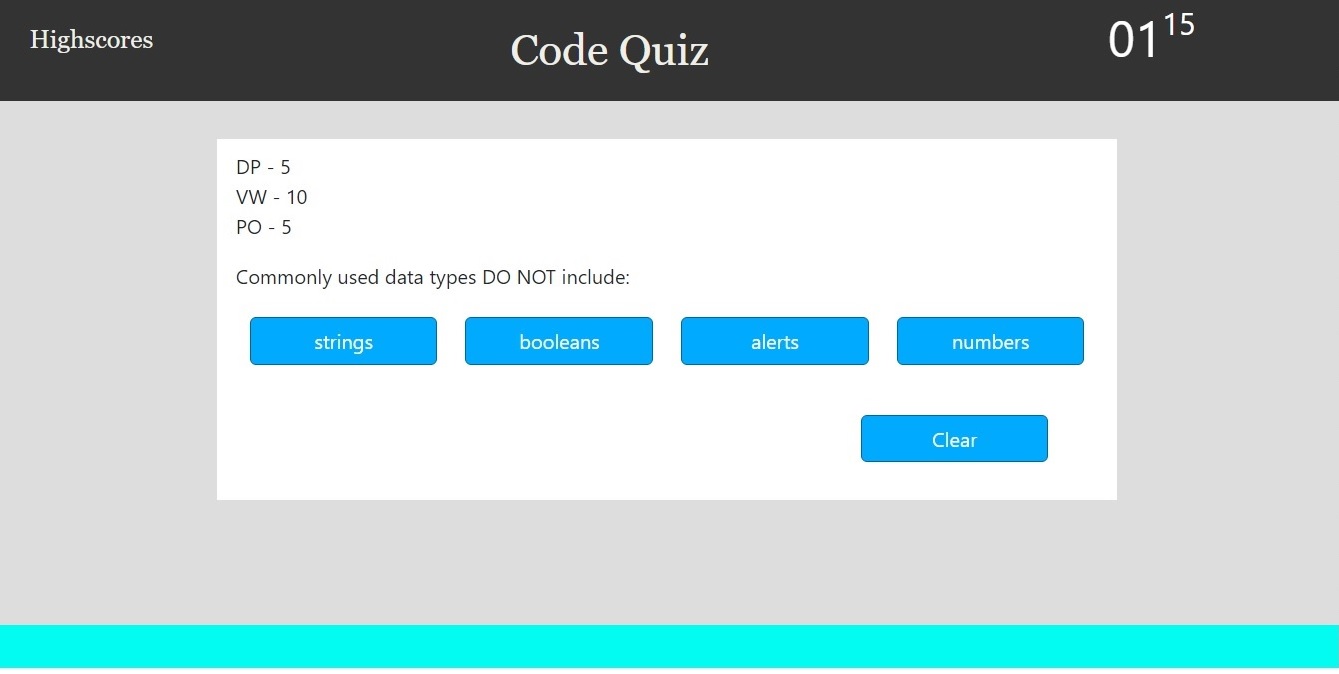 Highscores
Code Quiz
01 15
DP - 5
VW - 10
PO - 5
Commonly used data types DO NOT include:
strings booleans alerts numbers
Clear